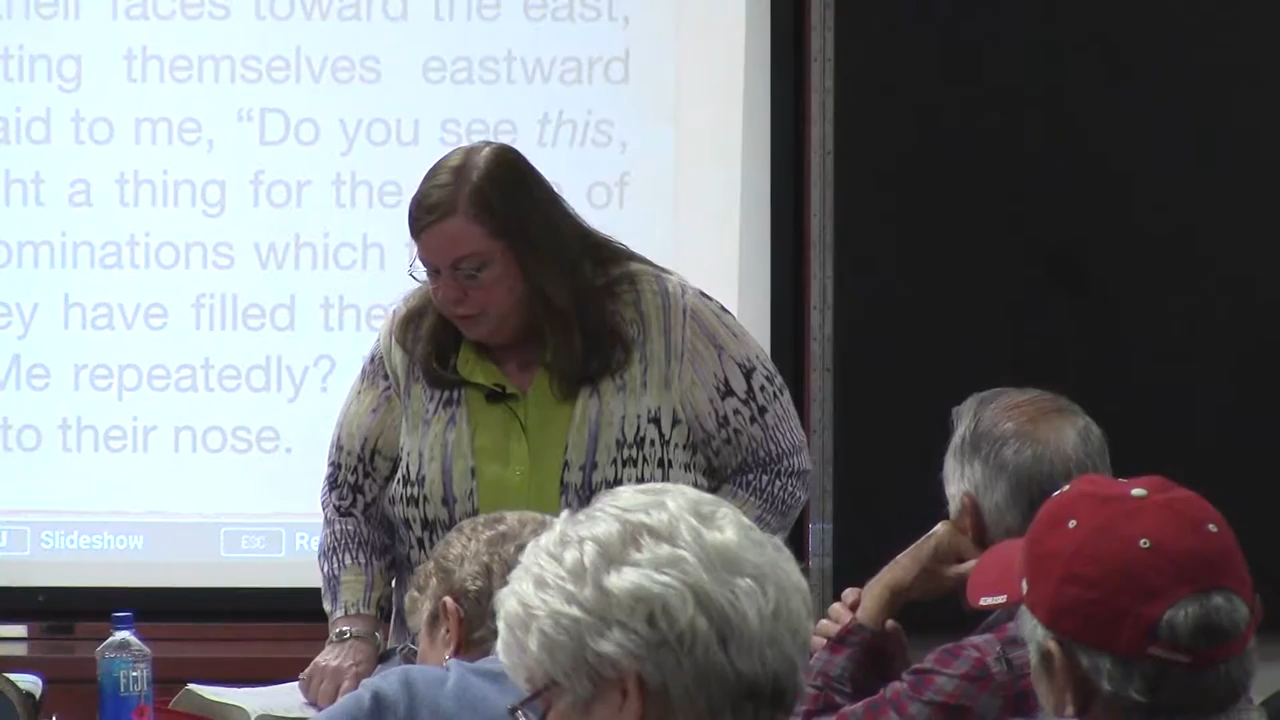 their faces toward the east,
ting themselves eastward
aid to me, “Do you see this,
ht a thing for the of
ominations which
ey have filled the
Me repeatedly?
to their nose.
Slideshow
ESC Re
FIJI